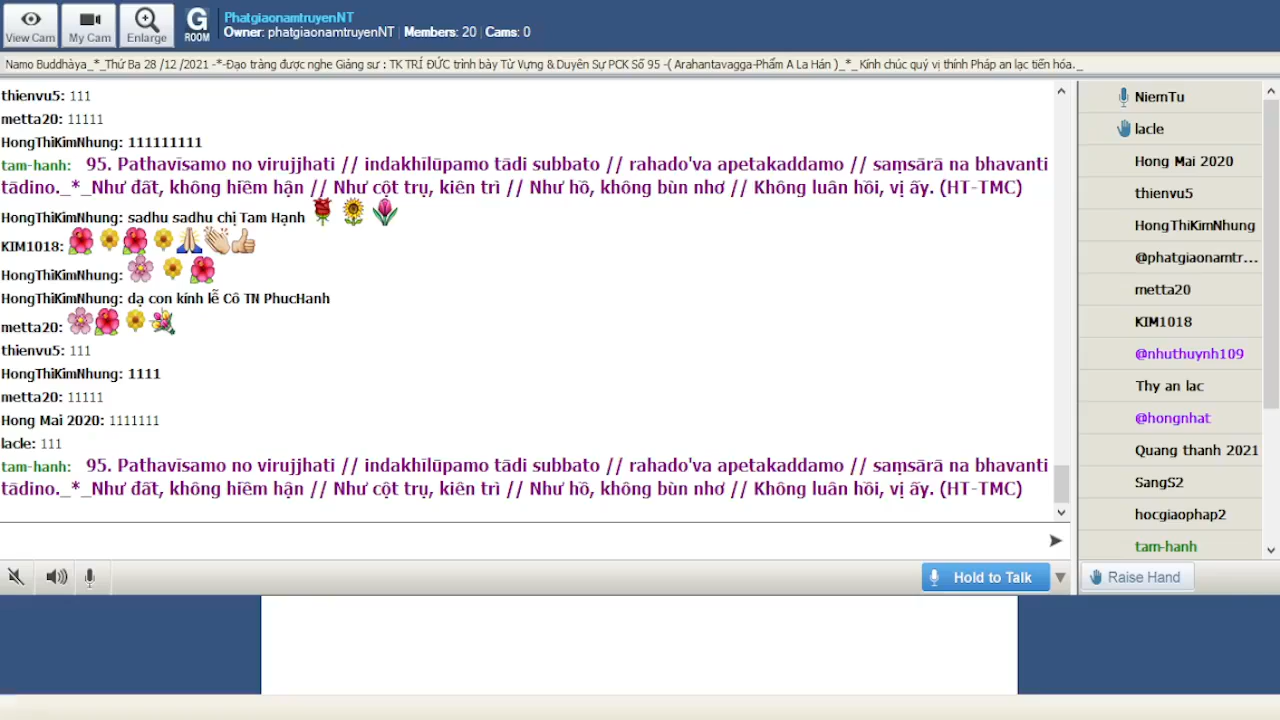 View Cam
My Cam
Enlarge
G
ROOM
PhatgiaonamtruyenNT
Owner: phatgiaonamtruyenNT | Members: 20 | Cams: 0
Namo Buddhàya_*_Thứ Ba 28 /12 /2021 -*-Đạo tràng được nghe Giảng sư : TK TRÍ ĐỨC trình bày Từ Vựng & Duyên Sự PCK Số 95 -( Arahantavagga-Phẩm A La Hán )_*_ Kính chúc quý vị thính Pháp an lạc tiến hóa._
thienvu5: 111
metta20: 11111
HongThiKimNhung: 111111111
tam-hanh: 95. Pathavīsamo no virujjhati // indakhīlūpamo tādi subbato // rahado'va apetakaddamo // saṃsārā na bhavanti
tādino._*_Như đất, không hiềm hận // Như cột trụ, kiên trì // Như hồ, không bùn nhơ // Không luân hồi, vị ấy. (HT-TMC)
HongThiKimNhung: sadhu sadhu chị Tam Hạnh
KIM1018:
HongThiKimNhung:
HongThiKimNhung: dạ con kính lễ Cô TN PhucHanh
metta20:
thienvu5: 111
HongThiKimNhung: 1111
metta20: 11111
Hong Mai 2020: 1111111
lacle: 111
tam-hanh: 95. Pathavīsamo no virujjhati // indakhīlūpamo tādi subbato // rahado'va apetakaddamo // saṃsārā na bhavanti
tādino._*_Như đất, không hiềm hận // Như cột trụ, kiên trì // Như hồ, không bùn nhơ // Không luân hồi, vị ấy. (HT-TMC)
Hold to Talk
NiemTu
lacle
Hong Mai 2020
thienvu5
HongThiKimNhung
@phatgiaonamtr...
metta20
KIM1018
@nhuthuynh109
Thy an lac
@hongnhat
Quang thanh 2021
SangS2
hocgiaophap2
tam-hanh
Raise Hand